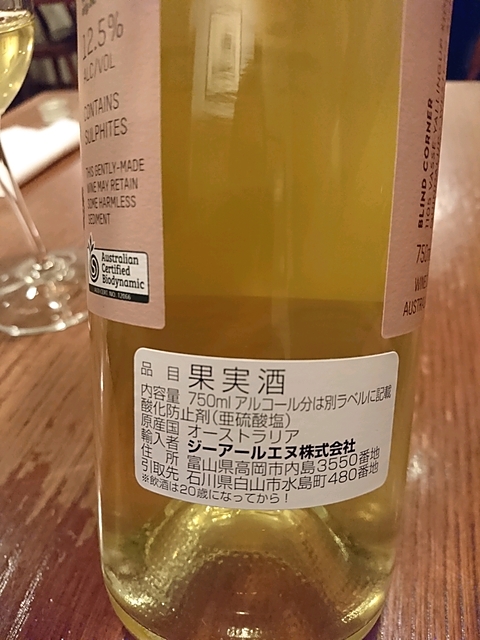 12.5%
ALC/VOL
CONTAINS
SULPHITES
THIS GENTLY-MADE
WINE MAY RETAIN
SOME HARMLESS
SEDIMENT
Australian
Certified
Biodynamic
BLIND CORNER
1105 VASSE YALLINGUP
750
WINE
AUSTR
品目 果実酒
内容量 750ml アルコール分は別ラベルに記載
酸化防止剤(亜硫酸塩)
原産国 オーストラリア
輸入者 ジーアールエヌ株式会社
住所 富山県高岡市内島3550番地
引取先 石川県白山市水島町480番地
※飲酒は20歳になってから!